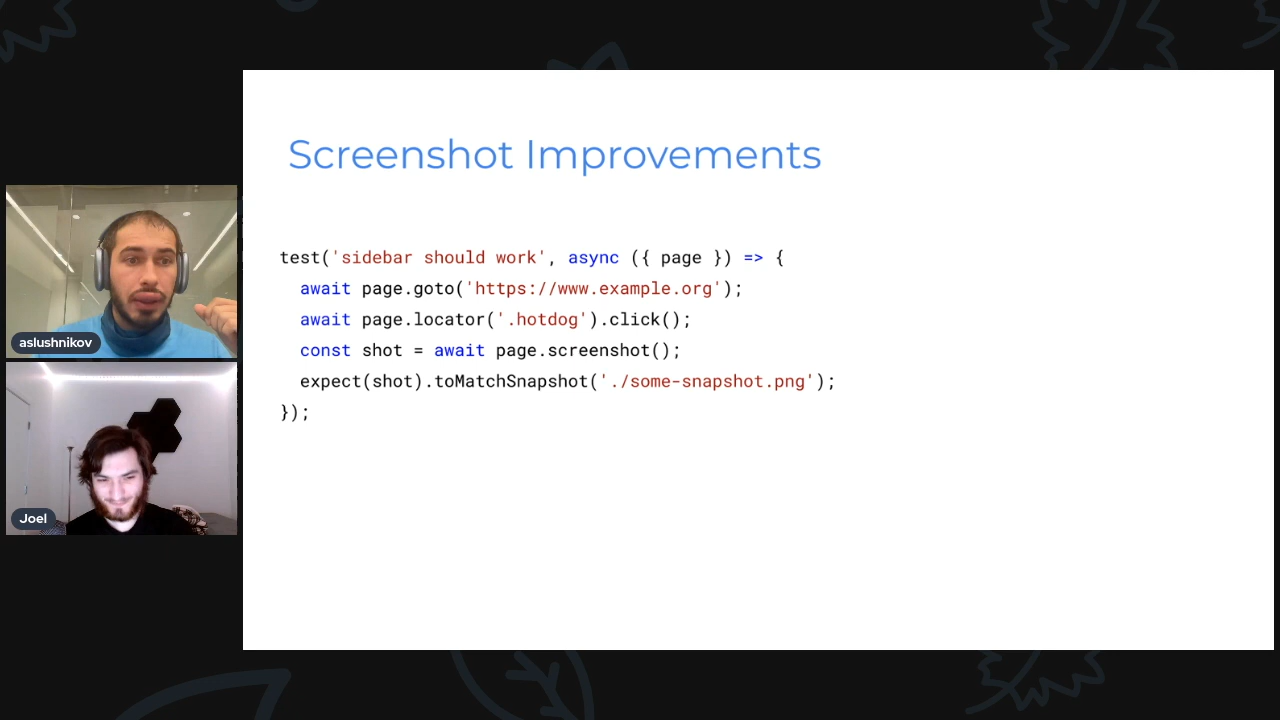 Screenshot Improvements
test('sidebar should work', async ({ page }) => {
  await page.goto('https://www.example.org');
  await page.locator('.hotdog').click();
  const shot = await page.screenshot();
  expect(shot).toMatchSnapshot('./some-snapshot.png');
});
aslushnikov
Joel